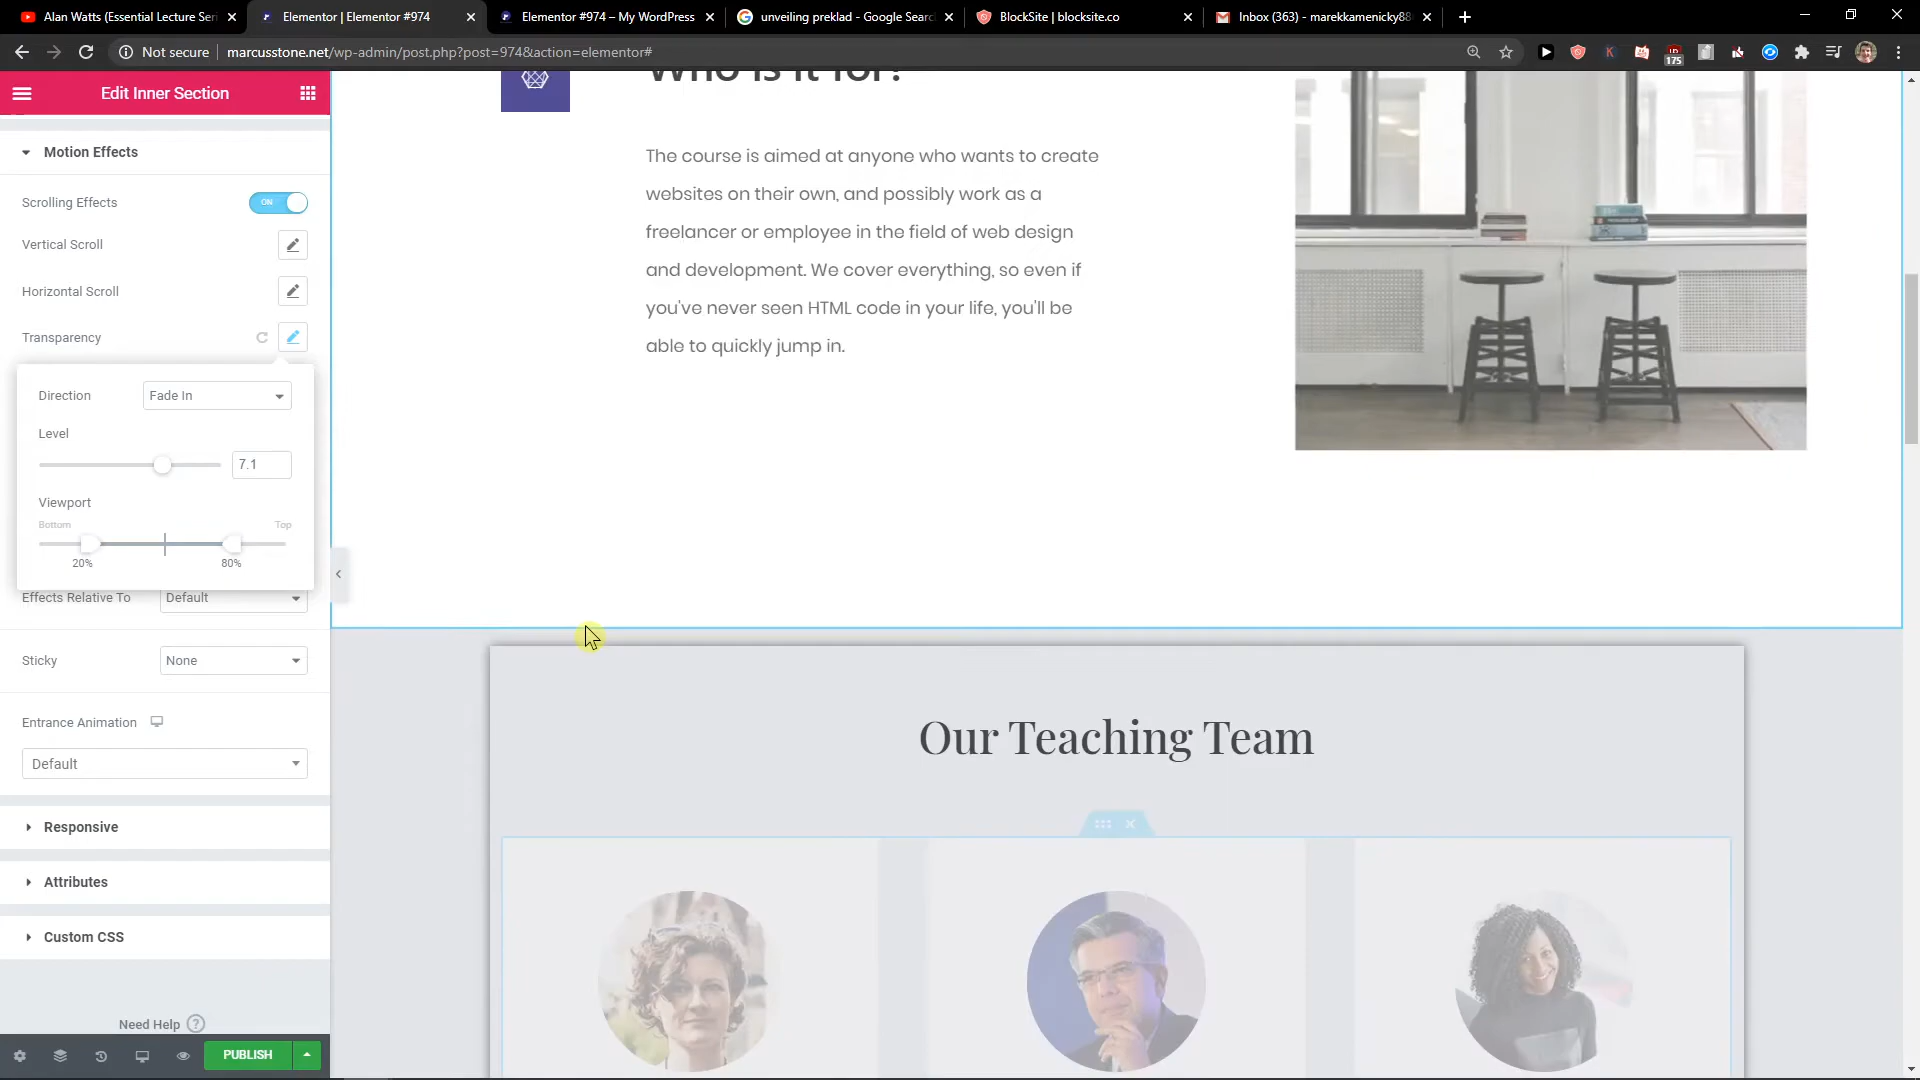 Alan Watts (Essential Lecture Seri
Elementor | Elementor #974
Elementor #974 – My WordPress
unveiling preklad - Google Searc
BlockSite | blocksite.co
Inbox (363) - marekkamenicky88
Not secure
marcusstone.net/wp-admin/post.php?post=974&action=elementor#
175
Edit Inner Section
Motion Effects
Scrolling Effects
ON
Vertical Scroll
Horizontal Scroll
Transparency
Direction
Fade In
Level
7.1
Viewport
Bottom
Top
20%
80%
Effects Relative To
Default
Sticky
None
Entrance Animation
Default
Responsive
Attributes
Custom CSS
Need Help
?
PUBLISH
Who is it for?
The course is aimed at anyone who wants to create
websites on their own, and possibly work as a
freelancer or employee in the field of web design
and development. We cover everything, so even if
you've never seen HTML code in your life, you'll be
able to quickly jump in.
Our Teaching Team